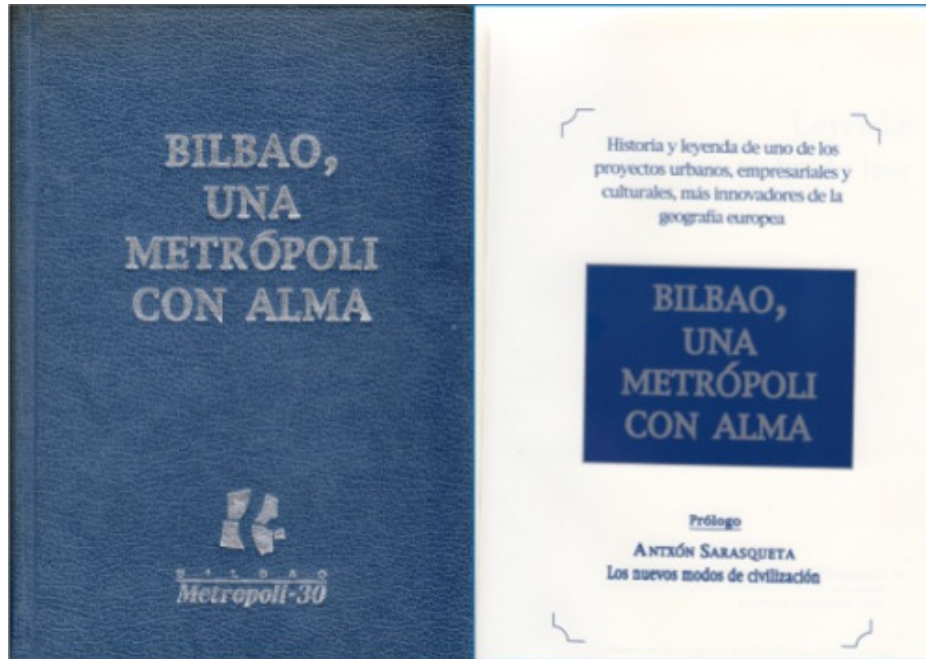 BILBAO,
UNA
METRÓPOLI
CON ALMA
BILBAO
Metropoli-30
Historia y leyenda de uno de los
proyectos urbanos, empresariales y
culturales, más innovadores de la
geografía europea
BILBAO,
UNA
METRÓPOLI
CON ALMA
Prólogo
ANTXÓN SARASQUETA
Los nuevos modos de civilización